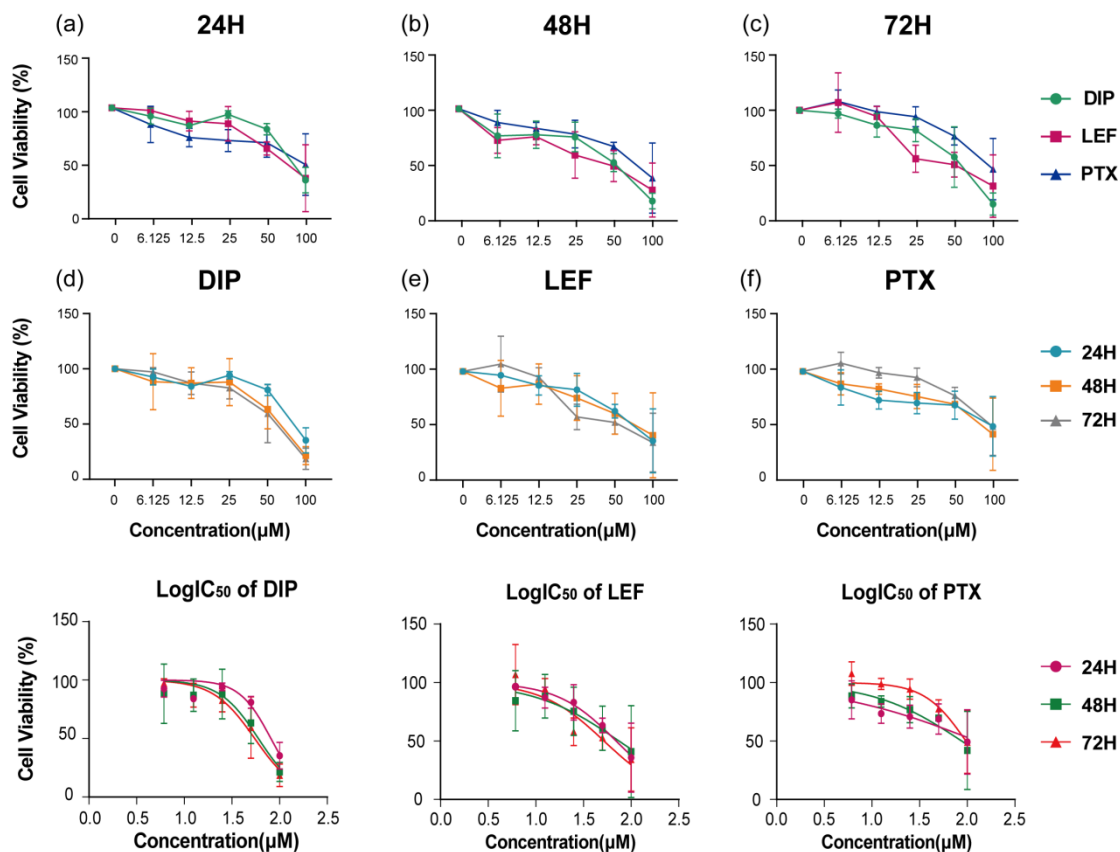 (a) 24H
(b) 48H
(c) 72H
Cell Viability (%)
150
100
50
0
0 6.125 12.5 25 50 100
150
100
50
0
0 6.125 12.5 25 50 100
150
100
50
0
0 6.125 12.5 25 50 100
DIP
LEF
PTX
(d) DIP
(e) LEF
(f) PTX
Cell Viability (%)
150
100
50
0
0 6.125 12.5 25 50 100
Concentration(μM)
150
100
50
0
0 6.125 12.5 25 50 100
Concentration(μM)
150
100
50
0
0 6.125 12.5 25 50 100
Concentration(μM)
24H
48H
72H
LogIC₅₀ of DIP
LogIC₅₀ of LEF
LogIC₅₀ of PTX
Cell Viability (%)
150
100
50
0
0.0 0.5 1.0 1.5 2.0 2.5
Concentration(μM)
150
100
50
0
0.0 0.5 1.0 1.5 2.0 2.5
Concentration(μM)
150
100
50
0
0.0 0.5 1.0 1.5 2.0 2.5
Concentration(μM)
24H
48H
72H